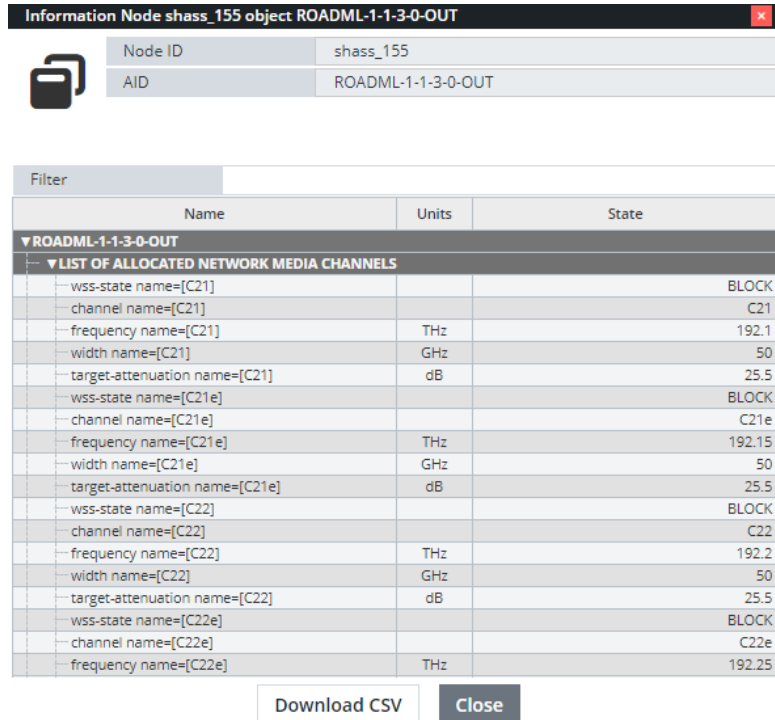 Information Node shass_155 object ROADML-1-1-3-0-OUT x
Node ID shass_155
AID ROADML-1-1-3-0-OUT
Filter
Name Units State
▼ROADML-1-1-3-0-OUT
▼LIST OF ALLOCATED NETWORK MEDIA CHANNELS
wss-state name=[C21] BLOCK
channel name=[C21] C21
frequency name=[C21] THz 192.1
width name=[C21] GHz 50
target-attenuation name=[C21] dB 25.5
wss-state name=[C21e] BLOCK
channel name=[C21e] C21e
frequency name=[C21e] THz 192.15
width name=[C21e] GHz 50
target-attenuation name=[C21e] dB 25.5
wss-state name=[C22] BLOCK
channel name=[C22] C22
frequency name=[C22] THz 192.2
width name=[C22] GHz 50
target-attenuation name=[C22] dB 25.5
wss-state name=[C22e] BLOCK
channel name=[C22e] C22e
frequency name=[C22e] THz 192.25
Download CSV Close